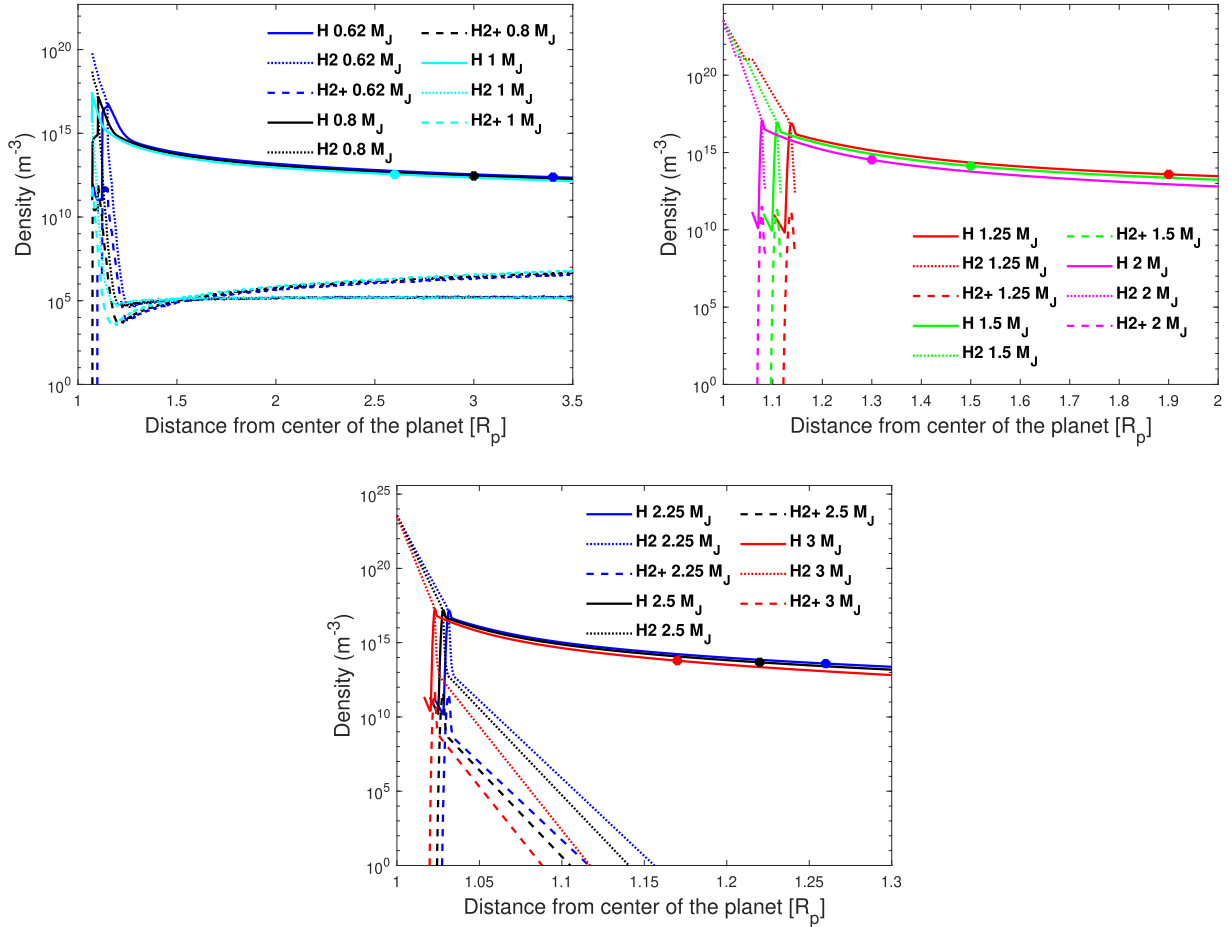 Density (m-3)
10^20
10^15
10^10
10^5
10^0
H 0.62 M_J
H2 0.62 M_J
H2+ 0.62 M_J
H 0.8 M_J
H2 0.8 M_J
H2+ 0.8 M_J
H 1 M_J
H2 1 M_J
H2+ 1 M_J
1 1.5 2 2.5 3 3.5
Distance from center of the planet [R_p]
Density (m-3)
10^20
10^15
10^10
10^5
10^0
H 1.25 M_J
H2 1.25 M_J
H2+ 1.25 M_J
H 1.5 M_J
H2 1.5 M_J
H2+ 1.5 M_J
H 2 M_J
H2 2 M_J
H2+ 2 M_J
1 1.1 1.2 1.3 1.4 1.5 1.6 1.7 1.8 1.9 2
Distance from center of the planet [R_p]
Density (m-3)
10^25
10^20
10^15
10^10
10^5
10^0
H 2.25 M_J
H2 2.25 M_J
H2+ 2.25 M_J
H 2.5 M_J
H2 2.5 M_J
H2+ 2.5 M_J
H 3 M_J
H2 3 M_J
H2+ 3 M_J
1 1.05 1.1 1.15 1.2 1.25 1.3
Distance from center of the planet [R_p]